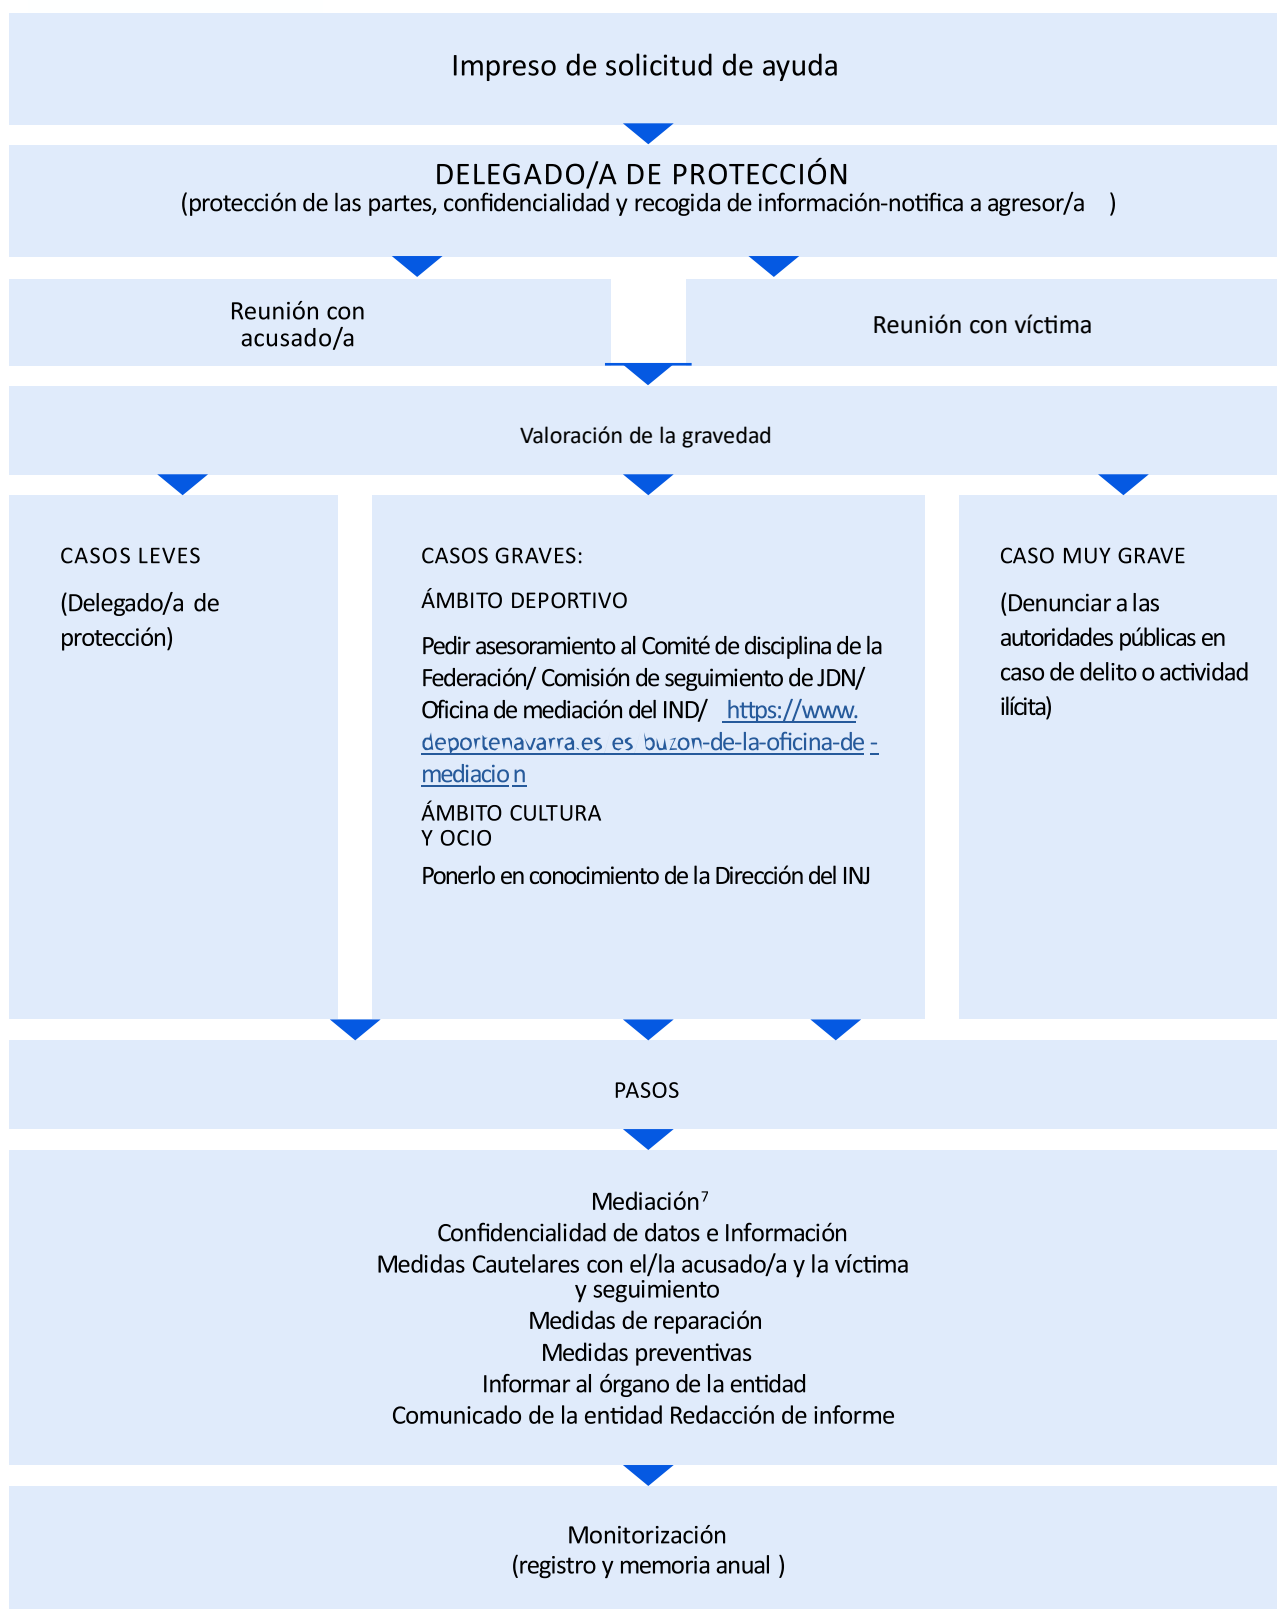 Impreso de solicitud de ayuda
DELEGADO/A DE PROTECCIÓN
(protección de las partes, confidencialidad y recogida de información-notifica a agresor/a )
Reunión con
acusado/a
Reunión con víctima
Valoración de la gravedad
CASOS LEVES
(Delegado/a de
protección)
CASOS GRAVES:
ÁMBITO DEPORTIVO
Pedir asesoramiento al Comité de disciplina de la
Federación/ Comisión de seguimiento de JDN/
Oficina de mediación del IND/ https://www.
deportenavarra.es es buzon-de-la-oficina-de -
mediacion
ÁMBITO CULTURA
Y OCIO
Ponerlo en conocimiento de la Dirección del INJ
CASO MUY GRAVE
(Denunciar a las
autoridades públicas en
caso de delito o actividad
ilícita)
PASOS
Mediación⁷
Confidencialidad de datos e Información
Medidas Cautelares con el/la acusado/a y la víctima
y seguimiento
Medidas de reparación
Medidas preventivas
Informar al órgano de la entidad
Comunicado de la entidad Redacción de informe
Monitorización
(registro y memoria anual )